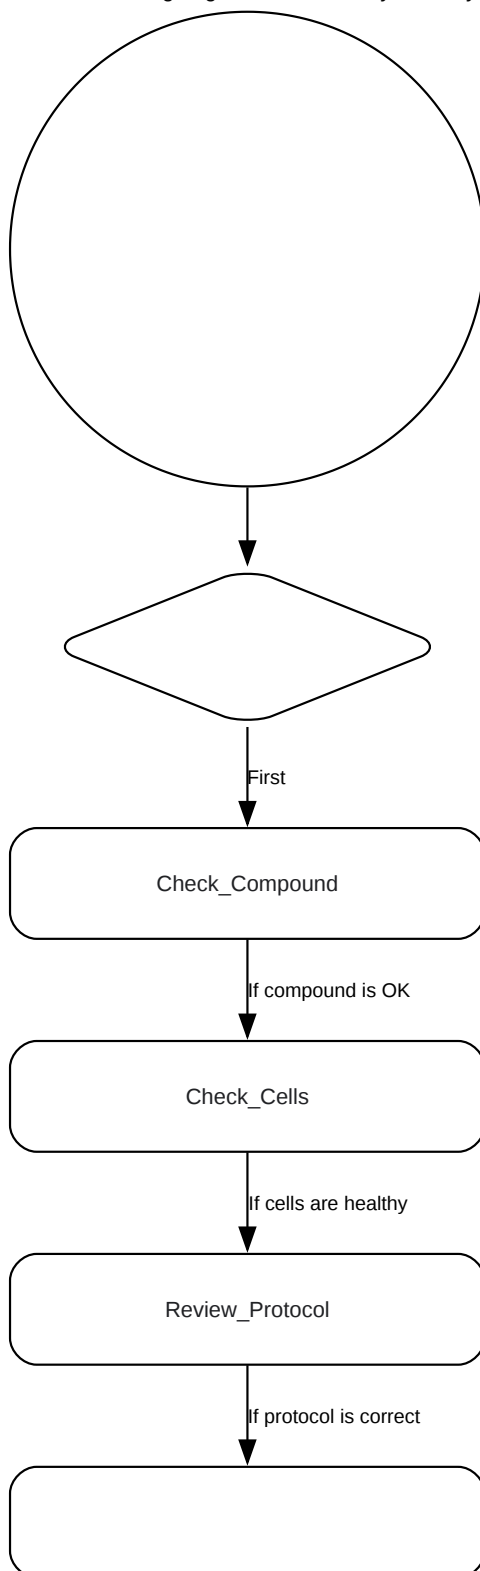 First
Check_Compound
If compound is OK
Check_Cells
If cells are healthy
Review_Protocol
If protocol is correct